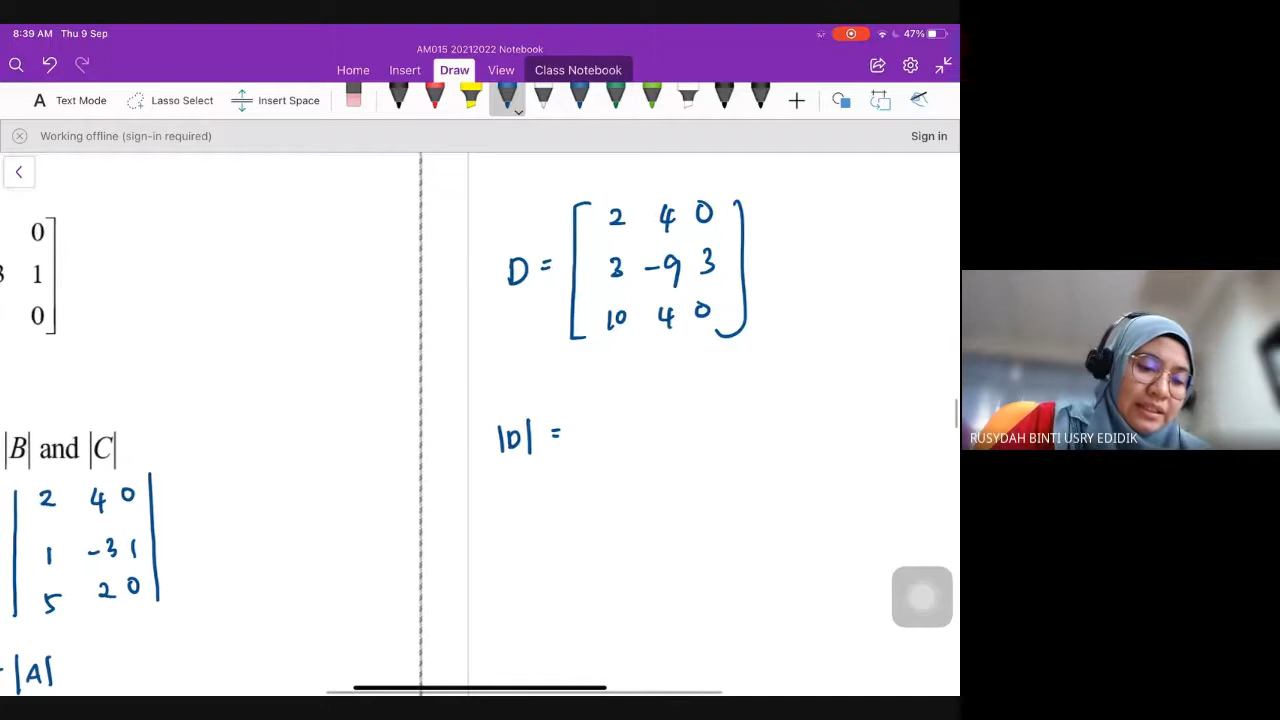 8:39 AM Thu 9 Sep
47%
AM015 20212022 Notebook
Home Insert Draw View Class Notebook
A Text Mode Lasso Select Insert Space
Working offline (sign-in required) Sign in
0
3 1
0
|B| and |C|
2 4 0
1 -3 1
5 2 0
= |A|
D = [ 2 4 0
3 -9 3
10 4 0 ]
|D| =
RUSYDAH BINTI USRY EDIDIK